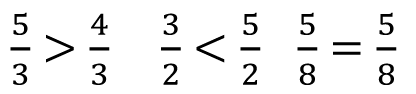 5/3 > 4/3 3/2 < 5/2 5/8 = 5/8